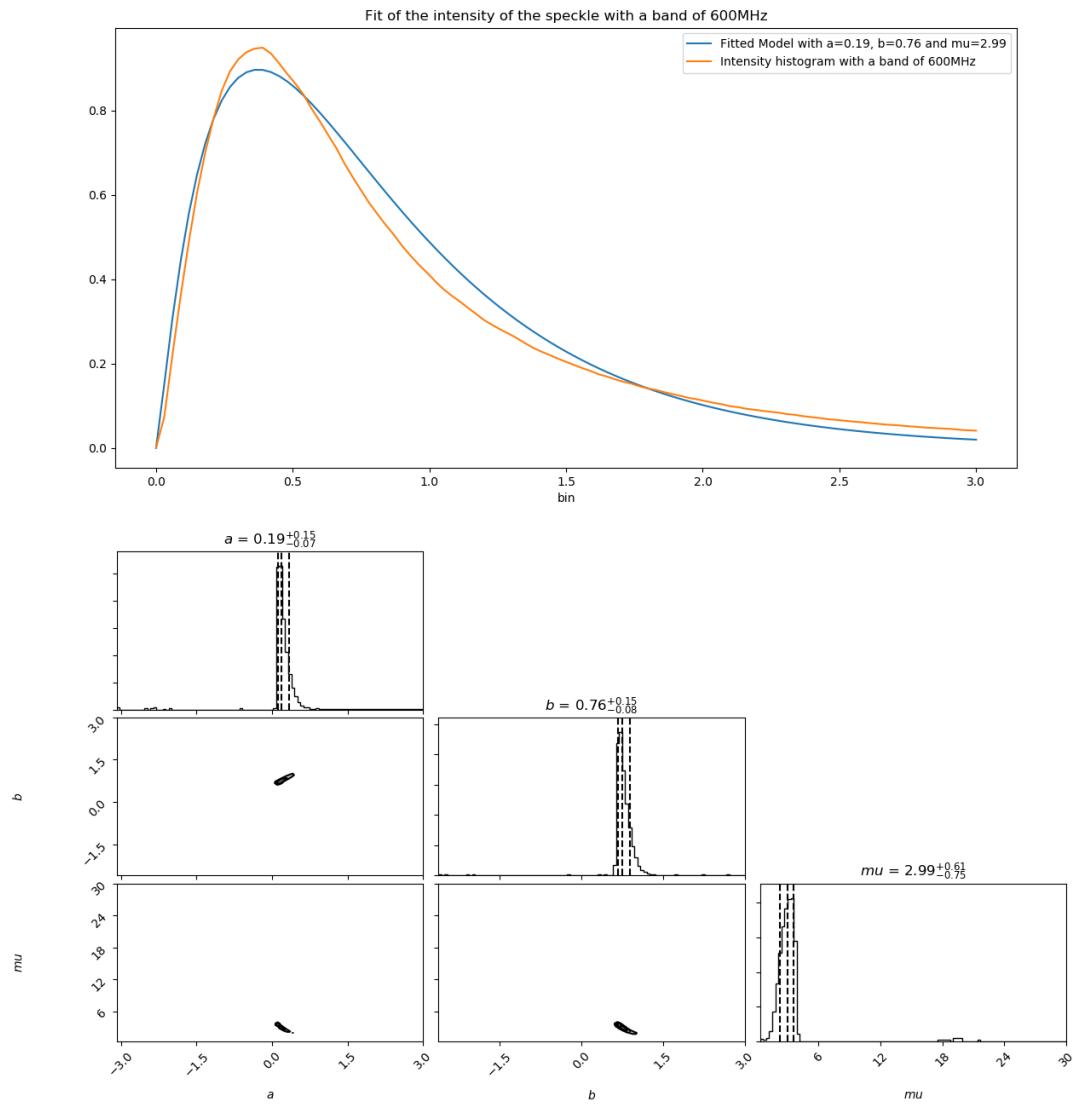 Fit of the intensity of the speckle with a band of 600MHz
Fitted Model with a=0.19, b=0.76 and mu=2.99
Intensity histogram with a band of 600MHz
0.8
0.6
0.4
0.2
0.0
0.0 0.5 1.0 1.5 2.0 2.5 3.0
bin
a = 0.19+0.15−0.07
b = 0.76+0.15−0.08
3.0
1.5
0.0
−1.5
b
mu = 2.99+0.61−0.75
30
24
18
12
6
mu
−3.0 −1.5 0.0 1.5 3.0
a
−1.5 0.0 1.5 3.0
b
6 12 18 24 30
mu